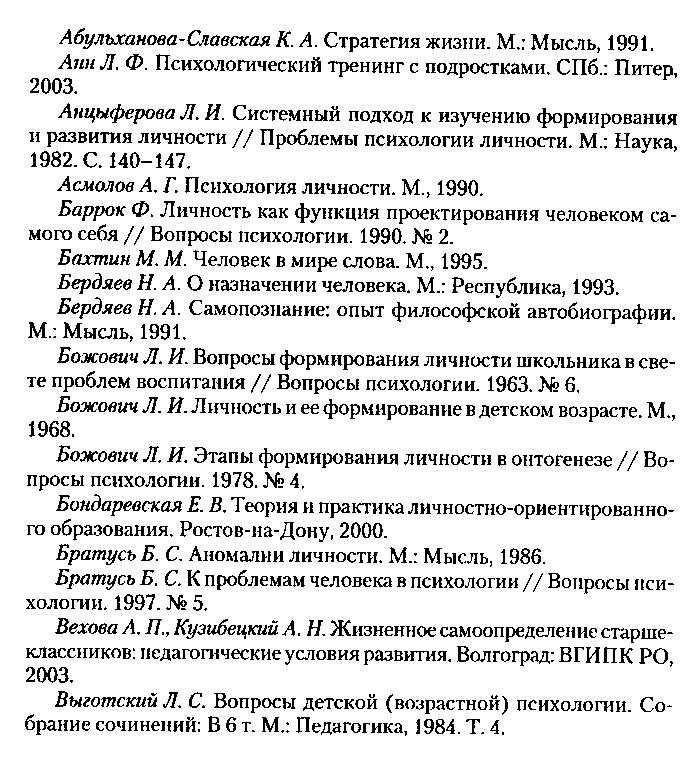 Абульханова-Славская К. А. Стратегия жизни. М.: Мысль, 1991.
Анн Л. Ф. Психологический тренинг с подростками. СПб.: Питер,
2003.
Анцыферова Л. И. Системный подход к изучению формирования
и развития личности // Проблемы психологии личности. М.: Наука,
1982. С. 140–147.
Асмолов А. Г. Психология личности. М., 1990.
Баррок Ф. Личность как функция проектирования человеком са-
мого себя // Вопросы психологии. 1990. № 2.
Бахтин М. М. Человек в мире слова. М., 1995.
Бердяев Н. А. О назначении человека. М.: Республика, 1993.
Бердяев Н. А. Самопознание: опыт философской автобиографии.
М.: Мысль, 1991.
Божович Л. И. Вопросы формирования личности школьника в све-
те проблем воспитания // Вопросы психологии. 1963. № 6.
Божович Л. И. Личность и ее формирование в детском возрасте. М.,
1968.
Божович Л. И. Этапы формирования личности в онтогенезе // Во-
просы психологии. 1978. № 4.
Бондаревская Е. В. Теория и практика личностно-ориентированно-
го образования. Ростов-на-Дону, 2000.
Братусь Б. С. Аномалии личности. М.: Мысль, 1986.
Братусь Б. С. К проблемам человека в психологии // Вопросы пси-
хологии. 1997. № 5.
Вехова А. П., Кузибецкий А. Н. Жизненное самоопределение старше-
классников: педагогические условия развития. Волгоград: ВГИПК РО,
2003.
Выготский Л. С. Вопросы детской (возрастной) психологии. Со-
брание сочинений: В 6 т. М.: Педагогика, 1984. Т. 4.